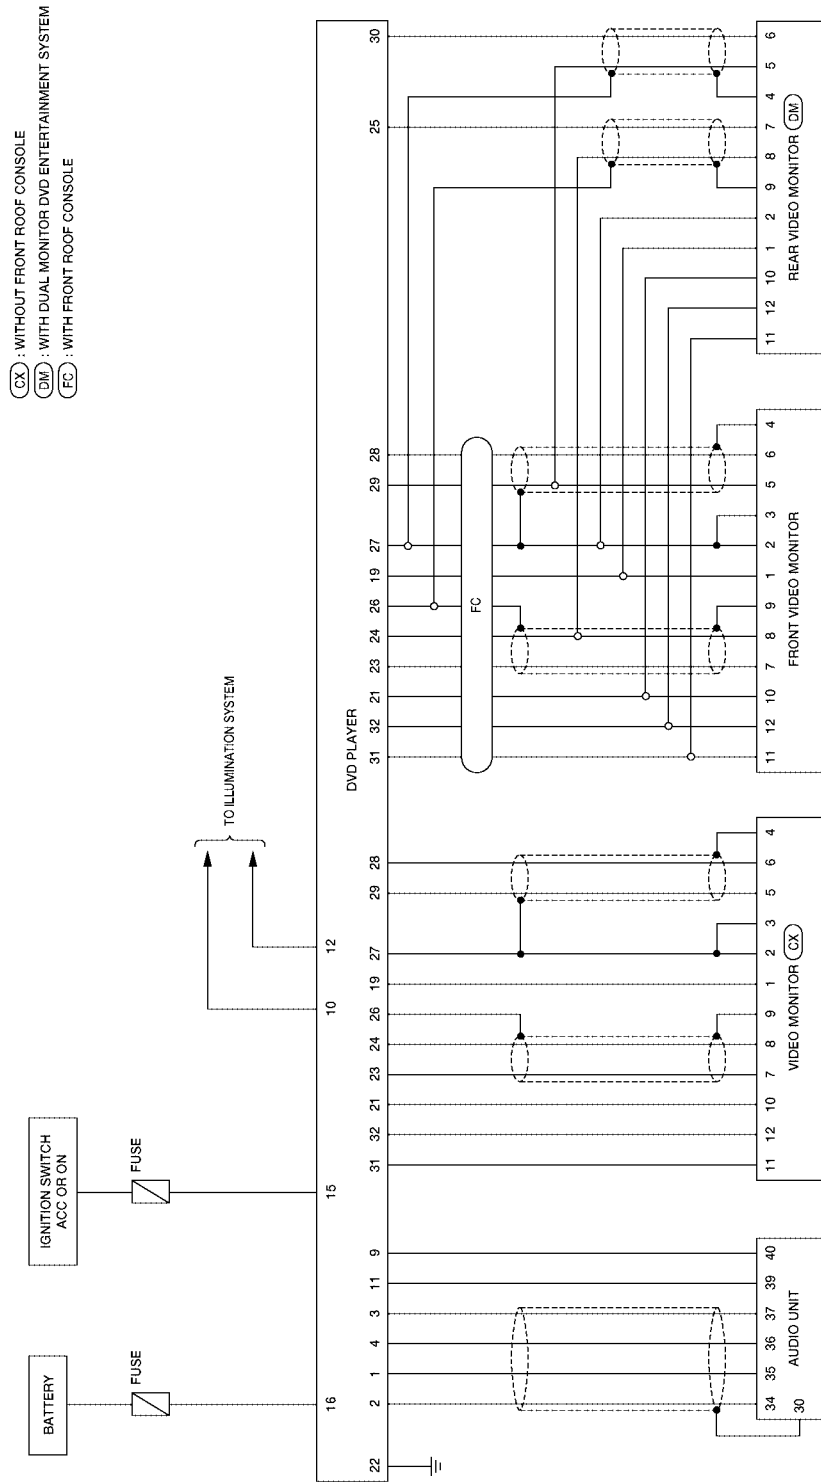 BATTERY
IGNITION SWITCH
ACC OR ON
FUSE
FUSE
TO ILLUMINATION SYSTEM
CX : WITHOUT FRONT ROOF CONSOLE
DM : WITH DUAL MONITOR DVD ENTERTAINMENT SYSTEM
FC : WITH FRONT ROOF CONSOLE
16 15 10 12
DVD PLAYER
22 2 1 4 3 11 9 31 32 21 23 24 26 19 27 29 28 31 32 21 23 24 26 19 27 29 28 25 30
FC
34 35 36 37 39 40
30
AUDIO UNIT
11 12 10 7 8 9 1 2 3 5 6 4
VIDEO MONITOR CX
11 12 10 7 8 9 1 2 3 5 6 4
FRONT VIDEO MONITOR
11 12 10 1 2 9 8 7 4 5 6
REAR VIDEO MONITOR DM